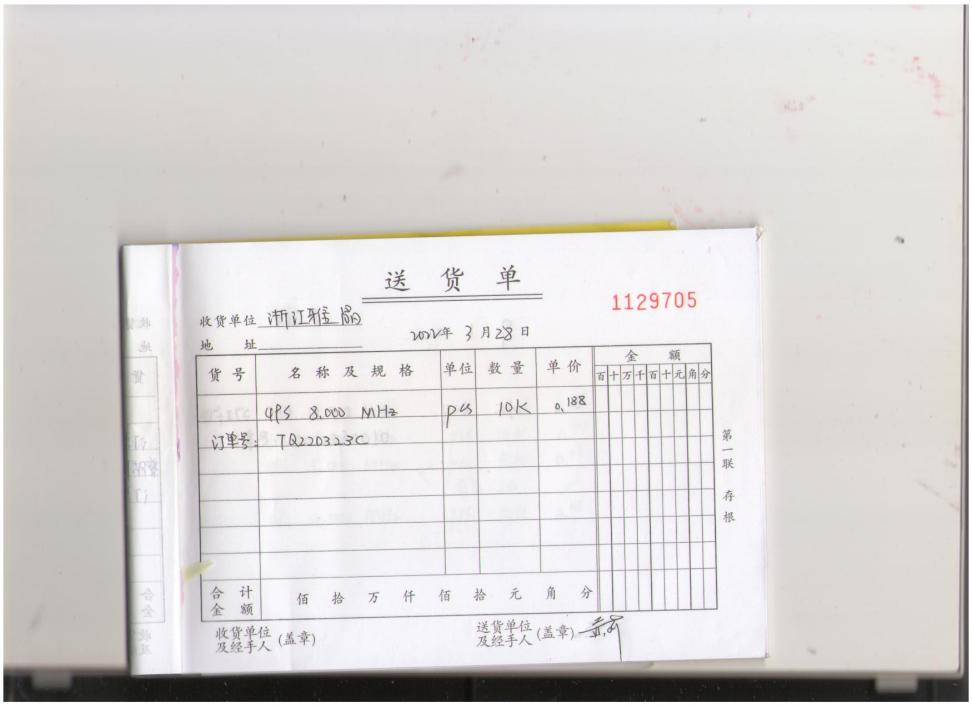 送货单
1129705
收货单位 浙江雅晶
2022年 3月28日
地 址
货号 名称及规格 单位 数量 单价 金额
百十万千百十元角分
4PS 8.000 MHz pcs 10K 0.188
订单号: TQ220323C
第一联 存根
合计金额 佰 拾 万 仟 佰 拾 元 角 分
收货单位及经手人 (盖章) 送货单位及经手人 (盖章)